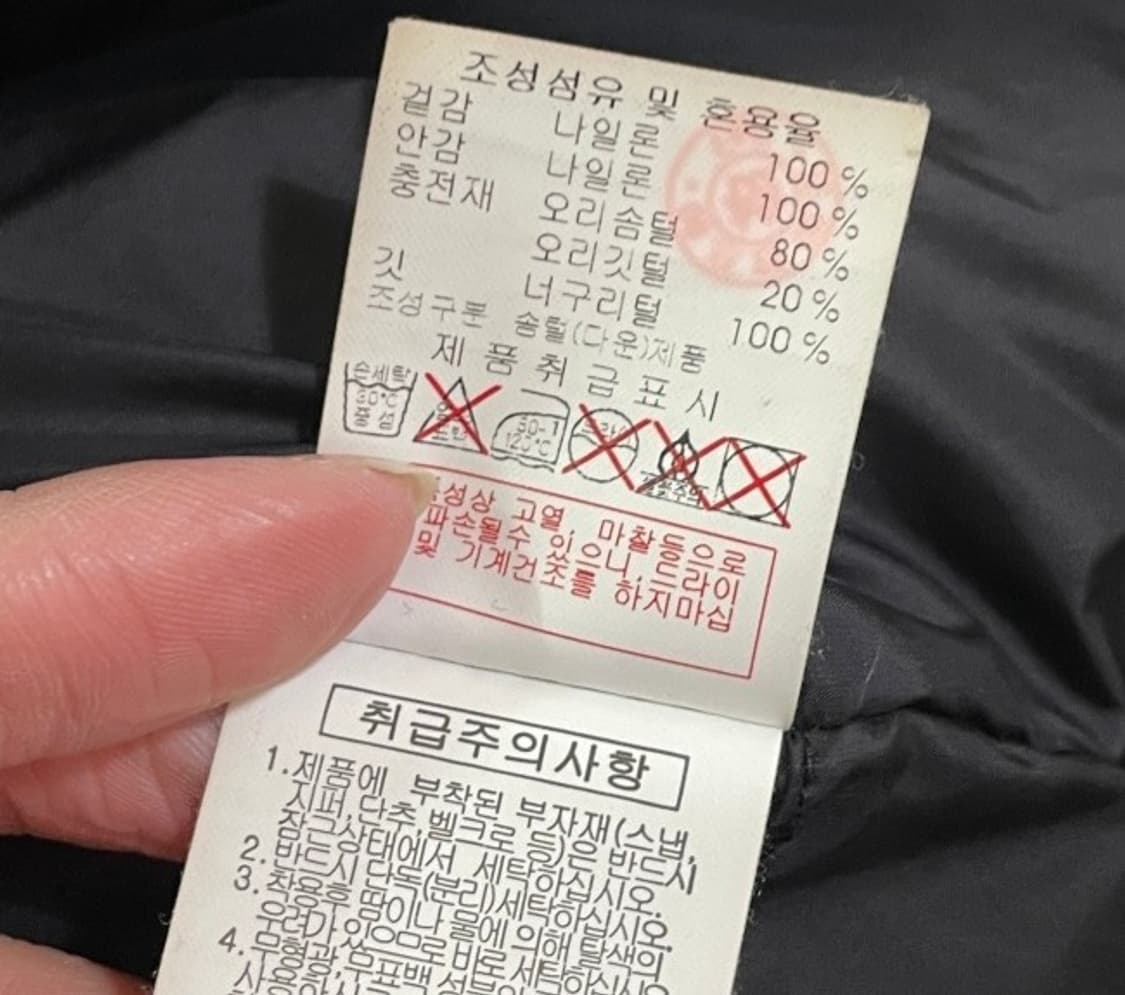 조성섬유 및 혼용율
겉감 나일론 100 %
안감 나일론 100 %
충전재 오리솜털 80 %
오리깃털 20 %
깃 너구리털 100 %
조성구분 솜털(다운)제품
제품취급표시
손세탁
30°C
중성
120°C
성상 고열, 마찰등으로
파손될수 있으니,드라이
및 기계건조를 하지마십
취급주의사항
1.제품에 부착된 부자재(스냅,
지퍼,단추,벨크로 등)은 반드시
잠근상태에서 세탁하십시오.
2.반드시 단독(분리)세탁하십시오.
3.착용후 땀이나 물에 의해 탈색의
우려가 있으므로 바로 세탁하십시오.
4.무형광,무표백